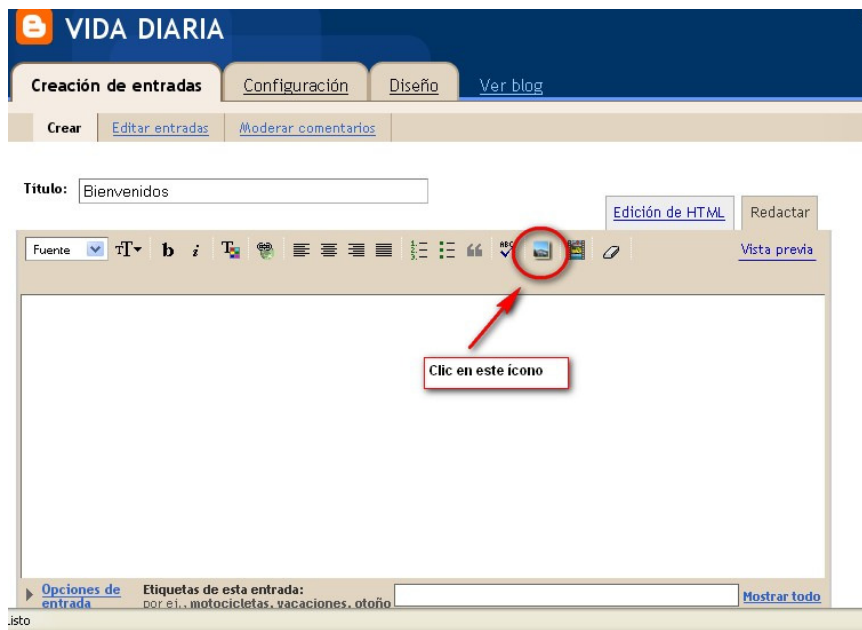 VIDA DIARIA
Creación de entradas Configuración Diseño Ver blog
Crear Editar entradas Moderar comentarios
Título: Bienvenidos
Edición de HTML Redactar
Fuente Vista previa
Clic en este ícono
Opciones de entrada
Etiquetas de esta entrada:
por ej., motocicletas, vacaciones, otoño
Mostrar todo
Listo